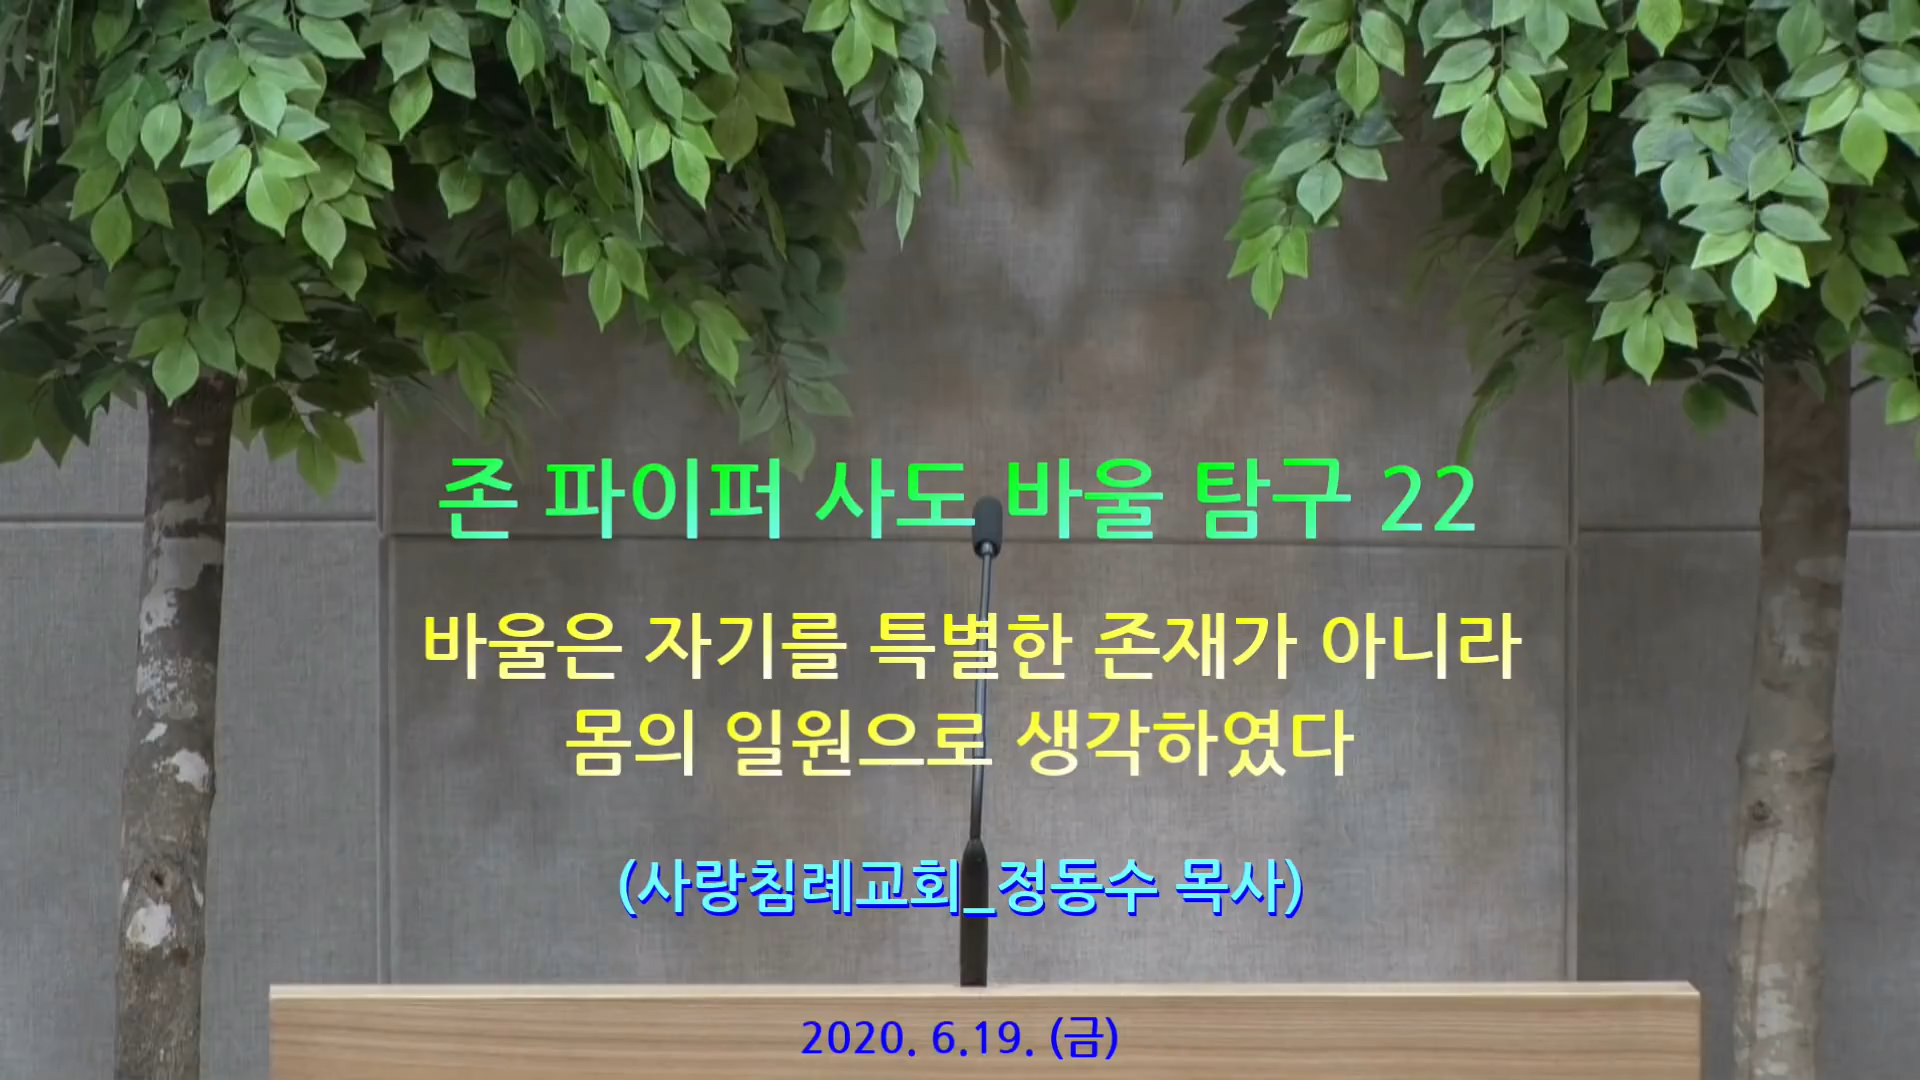 존 파이퍼 사도 바울 탐구 22
바울은 자기를 특별한 존재가 아니라
몸의 일원으로 생각하였다
(사랑침례교회_정동수 목사)
2020. 6.19. (금)